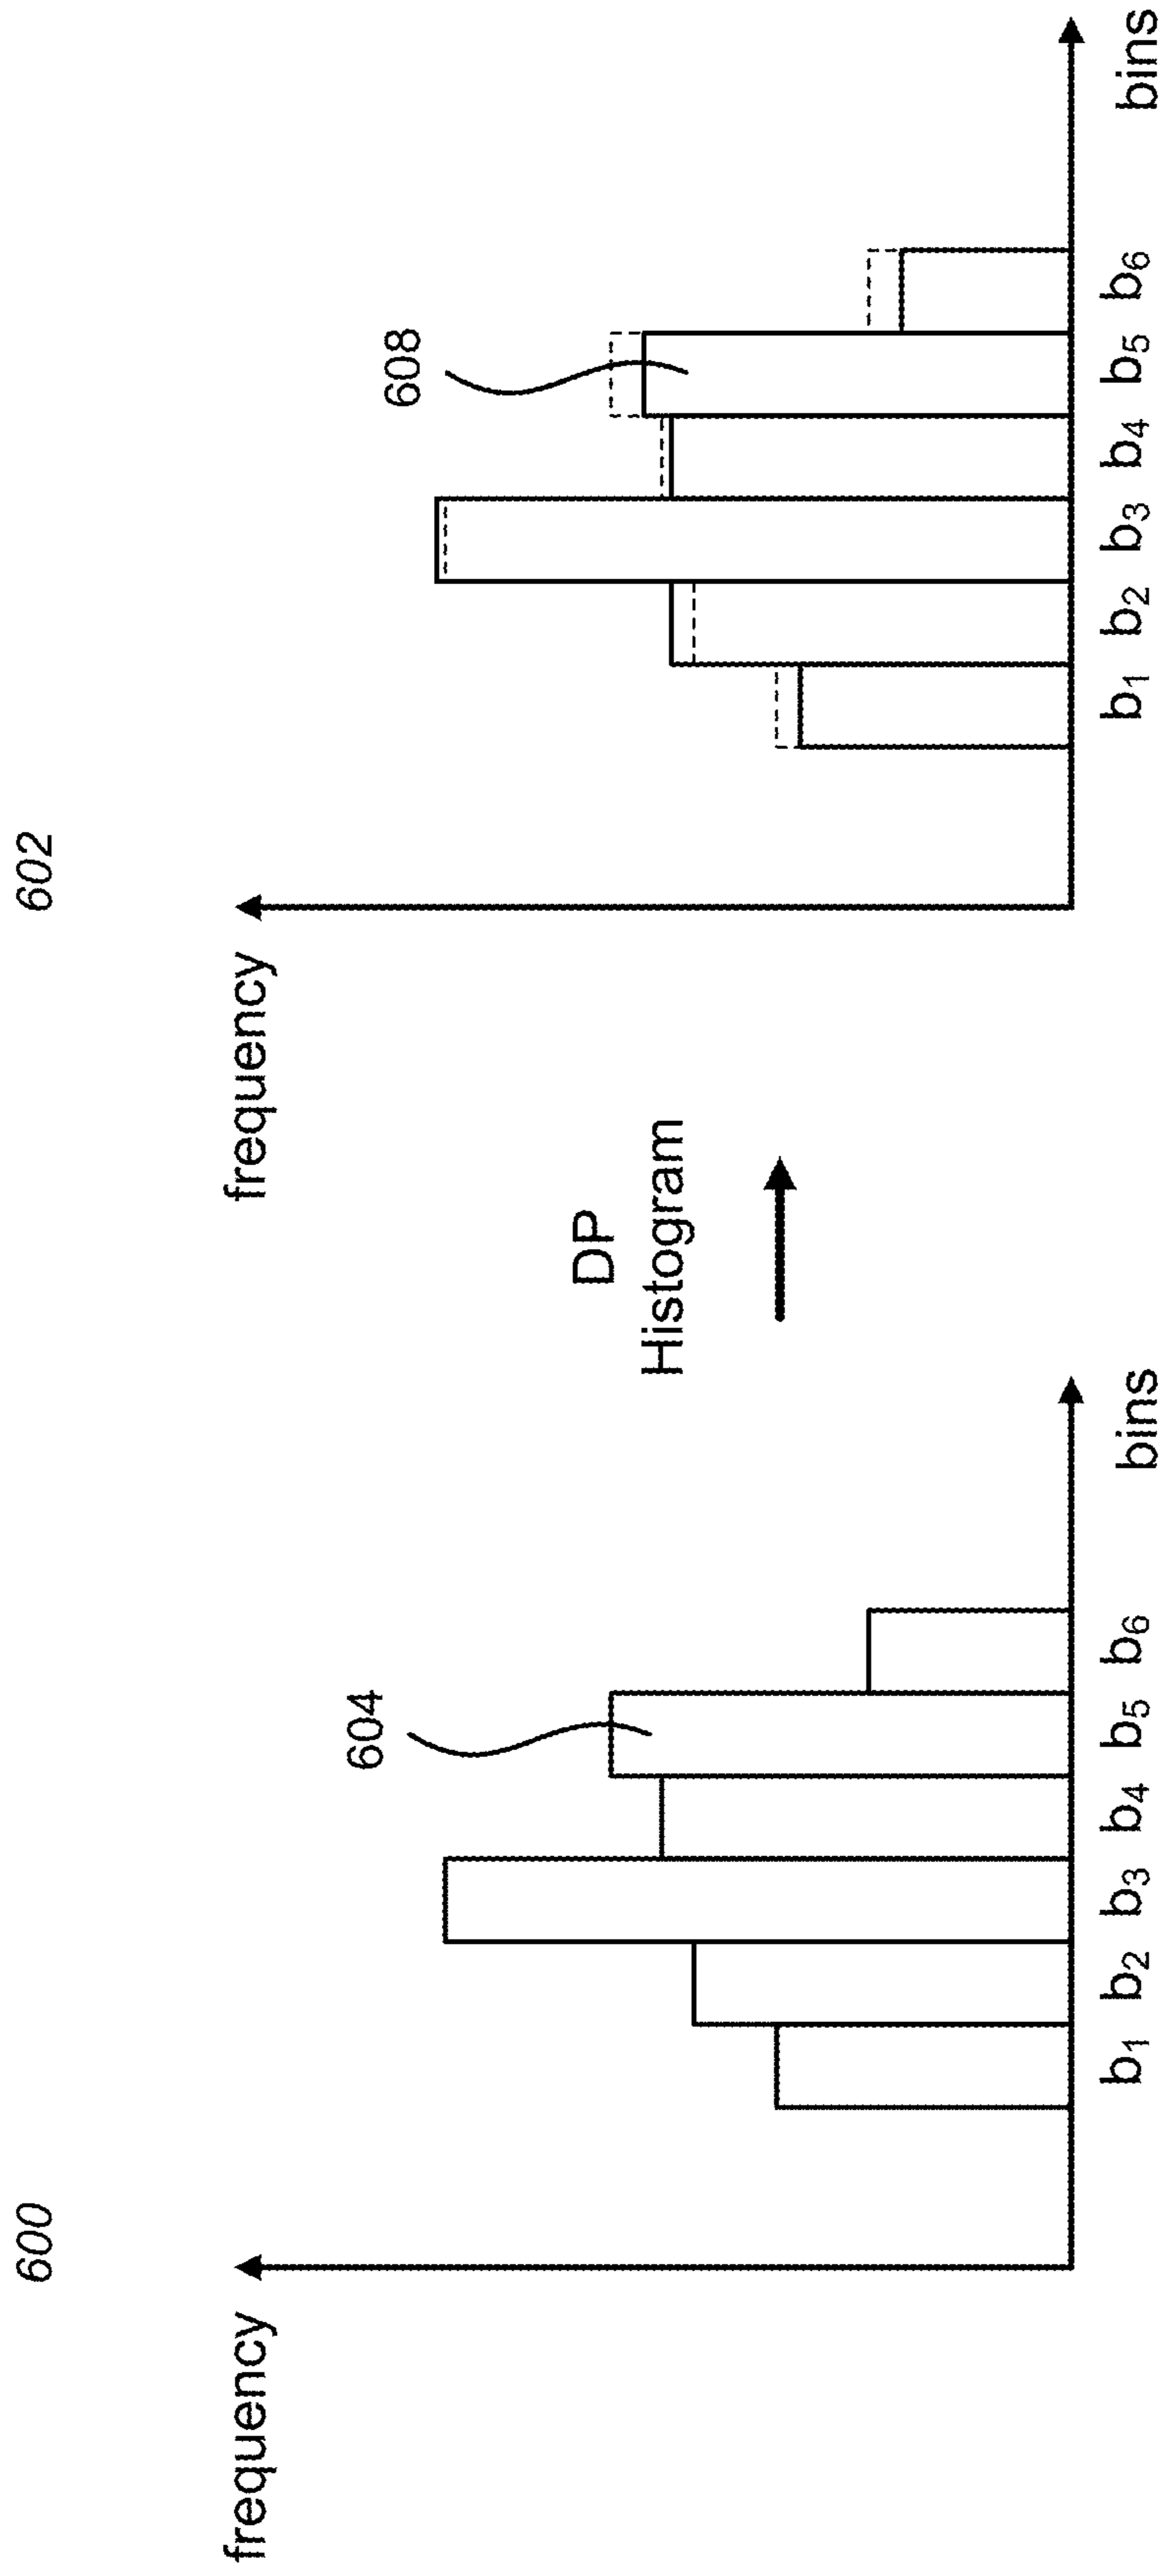 600
frequency
604
b1 b2 b3 b4 b5 b6
bins
DP
Histogram
602
frequency
608
b1 b2 b3 b4 b5 b6
bins